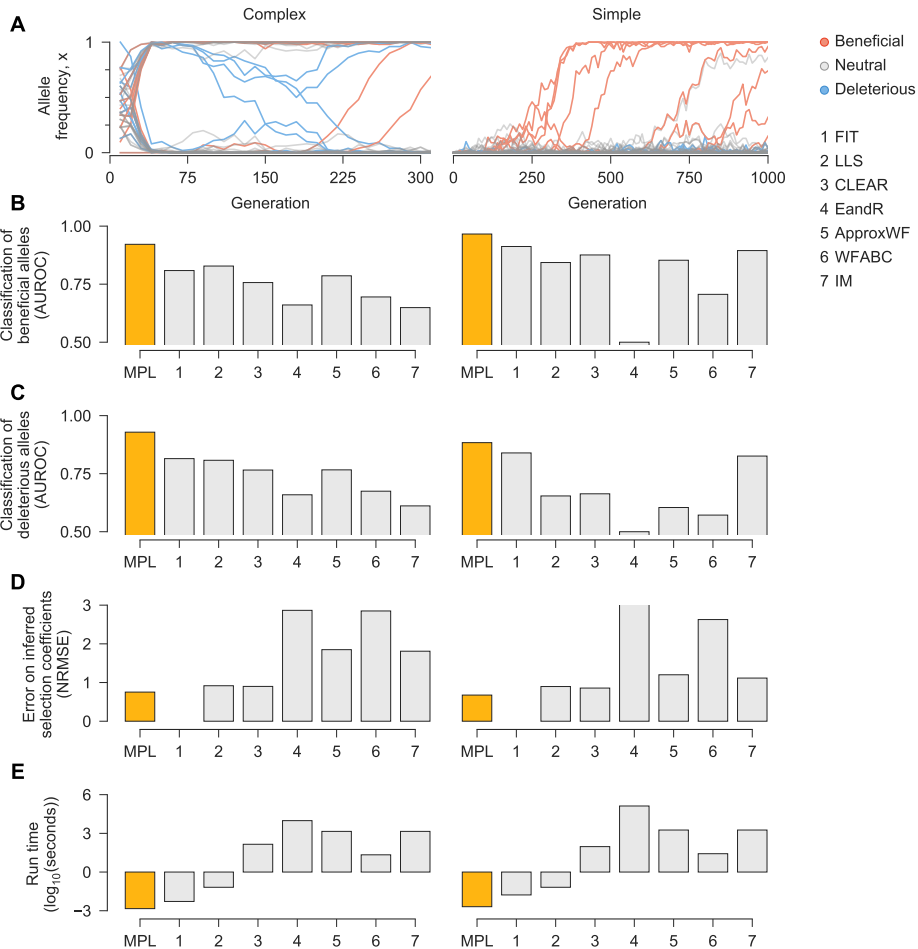 A
Complex
Simple
Allele
frequency, x
1
0
0 75 150 225 300
0 250 500 750 1000
Generation
Generation
Beneficial
Neutral
Deleterious
1 FIT
2 LLS
3 CLEAR
4 EandR
5 ApproxWF
6 WFABC
7 IM
B
Classification of
beneficial alleles
(AUROC)
1.00
0.75
0.50
MPL 1 2 3 4 5 6 7
MPL 1 2 3 4 5 6 7
C
Classification of
deleterious alleles
(AUROC)
1.00
0.75
0.50
MPL 1 2 3 4 5 6 7
MPL 1 2 3 4 5 6 7
D
Error on inferred
selection coefficients
(NRMSE)
3
2
1
0
MPL 1 2 3 4 5 6 7
MPL 1 2 3 4 5 6 7
E
Run time
(log10(seconds))
6
3
0
−3
MPL 1 2 3 4 5 6 7
MPL 1 2 3 4 5 6 7